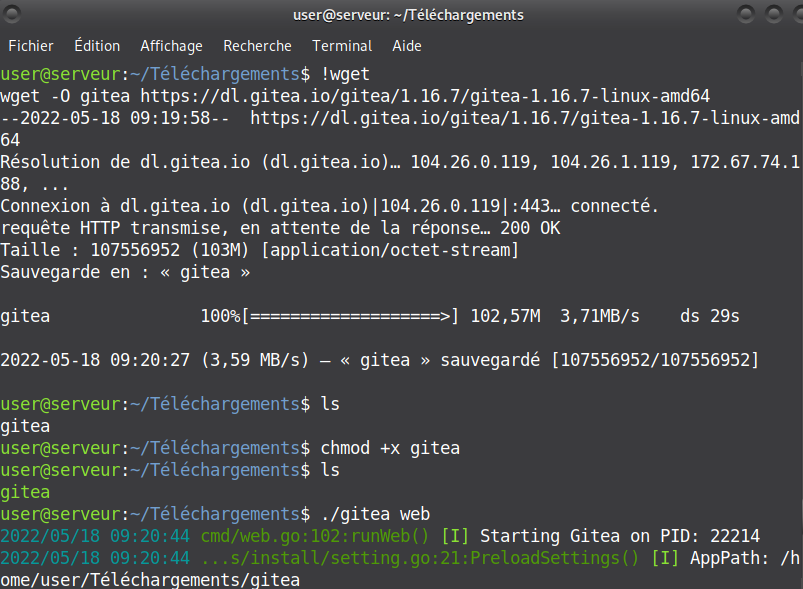 user@serveur: ~/Téléchargements
Fichier Édition Affichage Recherche Terminal Aide
user@serveur:~/Téléchargements$ !wget
wget -O gitea https://dl.gitea.io/gitea/1.16.7/gitea-1.16.7-linux-amd64
--2022-05-18 09:19:58--  https://dl.gitea.io/gitea/1.16.7/gitea-1.16.7-linux-amd
64
Résolution de dl.gitea.io (dl.gitea.io)… 104.26.0.119, 104.26.1.119, 172.67.74.1
88, ...
Connexion à dl.gitea.io (dl.gitea.io)|104.26.0.119|:443… connecté.
requête HTTP transmise, en attente de la réponse… 200 OK
Taille : 107556952 (103M) [application/octet-stream]
Sauvegarde en : « gitea »
gitea               100%[===================>] 102,57M  3,71MB/s    ds 29s
2022-05-18 09:20:27 (3,59 MB/s) — « gitea » sauvegardé [107556952/107556952]
user@serveur:~/Téléchargements$ ls
gitea
user@serveur:~/Téléchargements$ chmod +x gitea
user@serveur:~/Téléchargements$ ls
gitea
user@serveur:~/Téléchargements$ ./gitea web
2022/05/18 09:20:44 cmd/web.go:102:runWeb() [I] Starting Gitea on PID: 22214
2022/05/18 09:20:44 ...s/install/setting.go:21:PreloadSettings() [I] AppPath: /h
ome/user/Téléchargements/gitea